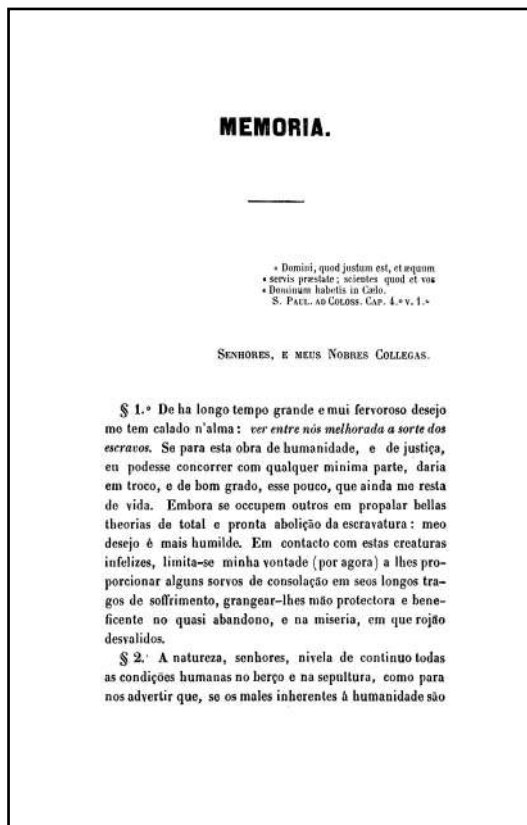 MEMORIA.
« Domini, quod justum est, et æquum
« servis præstate; scientes quod et vos
« Dominum habetis in Cælo.
S. PAUL. AD COLOSS. CAP. 4.º v. 1.º
SENHORES, E MEUS NOBRES COLLEGAS.
§ 1.º De ha longo tempo grande e mui fervoroso desejo
me tem calado n'alma: ver entre nós melhorada a sorte dos
escravos. Se para esta obra de humanidade, e de justiça,
eu podesse concorrer com qualquer minima parte, daria
em troco, e de bom grado, esse pouco, que ainda me resta
de vida. Embora se occupem outros em propalar bellas
theorias de total e pronta abolição da escravatura: meo
desejo é mais humilde. Em contacto com estas creaturas
infelizes, limita-se minha vontade (por agora) a lhes pro-
porcionar alguns sorvos de consolação em seos longos tra-
gos de soffrimento, grangear-lhes mão protectora e bene-
ficente no quasi abandono, e na miseria, em que rojão
desvalidos.
§ 2.º A natureza, senhores, nivela de continuo todas
as condições humanas no berço e na sepultura, como para
nos advertir que, se os males inherentes á humanidade são